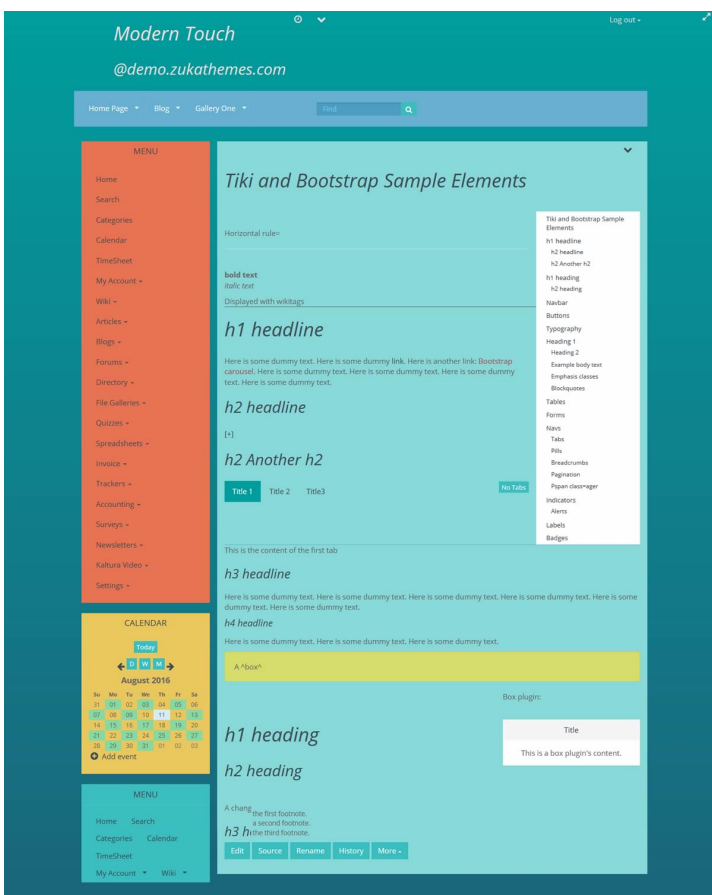 Log out
Modern Touch
@demo.zukathemes.com
Home Page
Blog
Gallery One
Find
MENU
Home
Search
Categories
Calendar
TimeSheet
My Account
Wiki
Articles
Blogs
Forums
Directory
File Galleries
Quizzes
Spreadsheets
Invoice
Trackers
Accounting
Surveys
Newsletters
Kaltura Video
Settings
CALENDAR
Today
D W M
August 2016
Su Mo Tu We Th Fr Sa
31 01 02 03 04 05 06
07 08 09 10 11 12 13
14 15 16 17 18 19 20
21 22 23 24 25 26 27
28 29 30 31 01 02 03
Add event
MENU
Home Search
Categories Calendar
TimeSheet
My Account Wiki
Tiki and Bootstrap Sample Elements
Horizontal rule=
bold text
Italic text
Displayed with wikitags
h1 headline
Here is some dummy text. Here is some dummy link. Here is another link: Bootstrap
carousel. Here is some dummy text. Here is some dummy text. Here is some dummy
text. Here is some dummy text.
h2 headline
[+]
h2 Another h2
Title 1 Title 2 Title3
No Tabs
This is the content of the first tab
h3 headline
Here is some dummy text. Here is some dummy text. Here is some dummy text. Here is some dummy text. Here is some
dummy text. Here is some dummy text.
h4 headline
Here is some dummy text. Here is some dummy text. Here is some dummy text.
A ^box^
Box plugin:
Title
This is a box plugin's content.
h1 heading
h2 heading
A chang
the first footnote.
a second footnote.
h3 h
the third footnote.
Edit Source Rename History More
Tiki and Bootstrap Sample
Elements
h1 headline
h2 headline
h2 Another h2
h1 heading
h2 heading
Navbar
Buttons
Typography
Heading 1
Heading 2
Example body text
Emphasis classes
Blockquotes
Tables
Forms
Navs
Tabs
Pills
Breadcrumbs
Pagination
Pspan class=ager
Indicators
Alerts
Labels
Badges